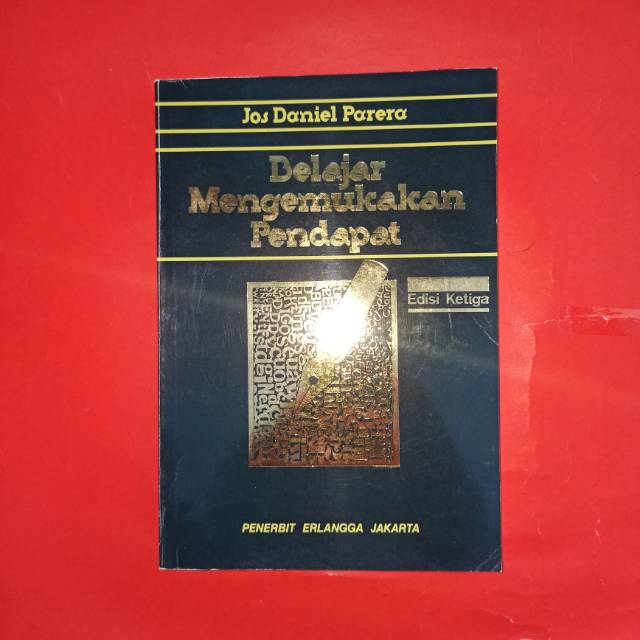 Jos Daniel Parera
Belajar
Mengemukakan
Pendapat
Edisi Ketiga
PENERBIT ERLANGGA JAKARTA